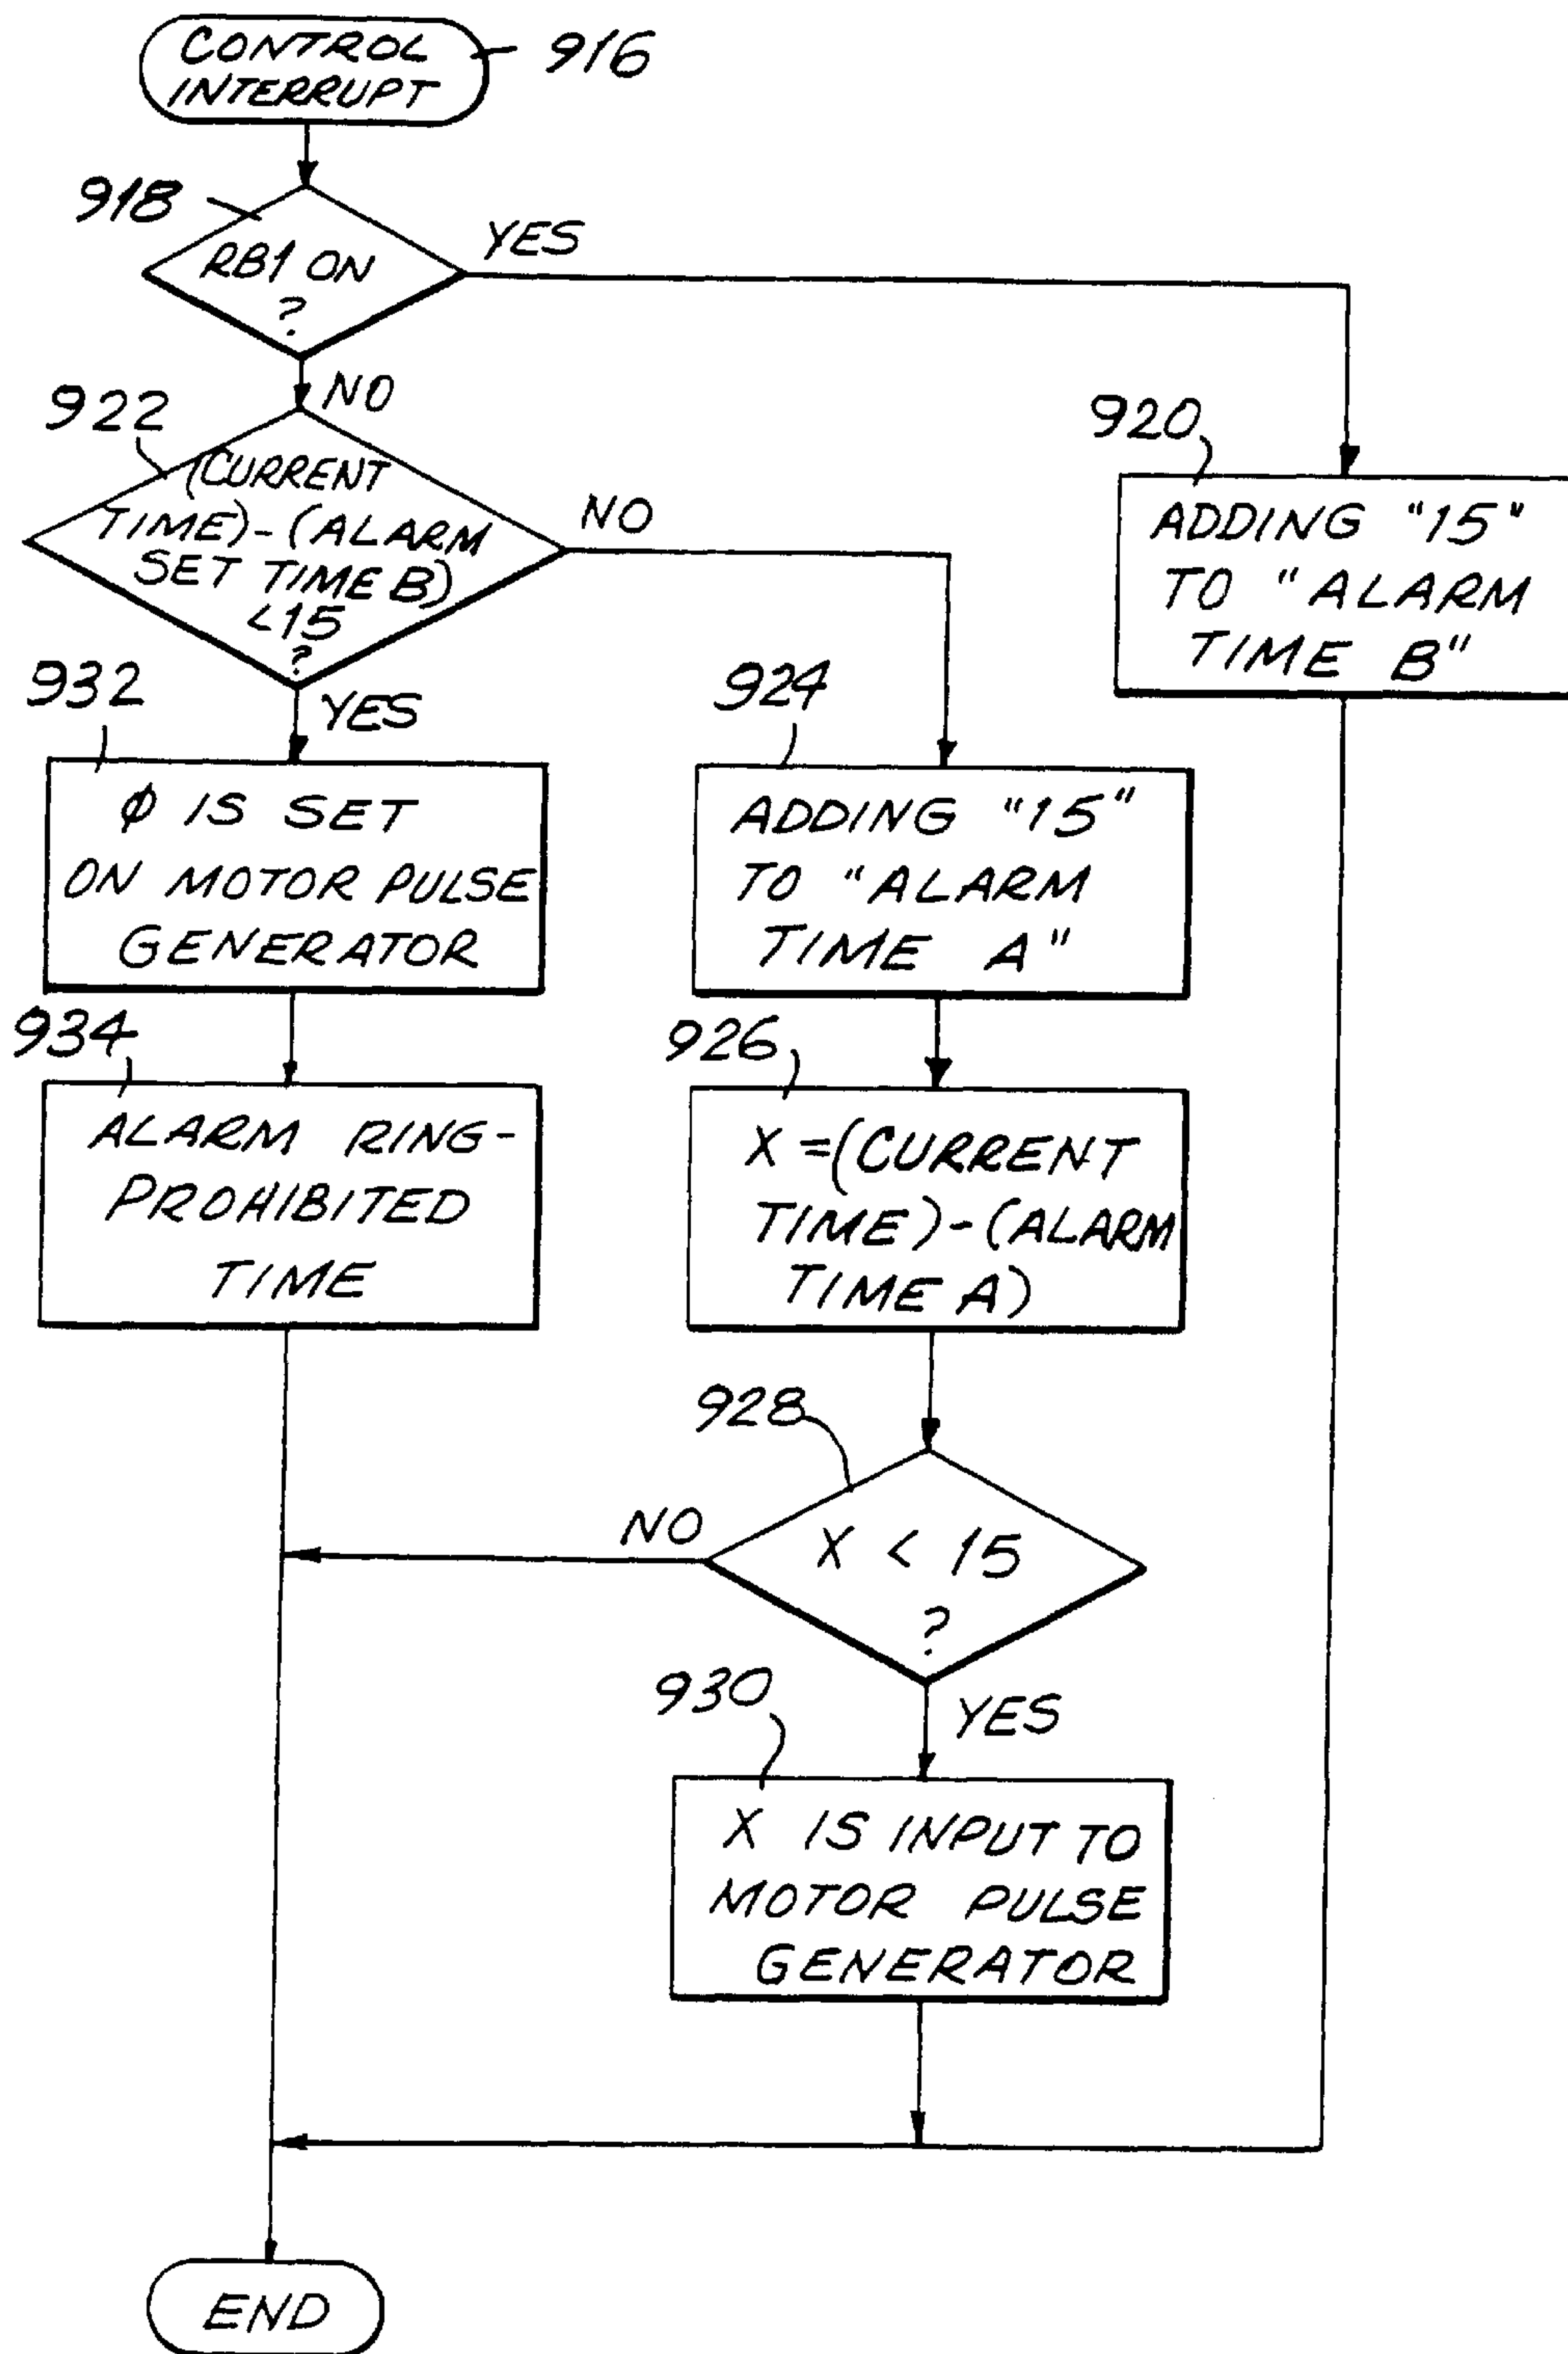 CONTROL
INTERRUPT
916
918
RB1 ON
?
YES
NO
922
(CURRENT
TIME)-(ALARM
SET TIME B)
<15
?
NO
YES
920
ADDING "15"
TO "ALARM
TIME B"
932
φ IS SET
ON MOTOR PULSE
GENERATOR
924
ADDING "15"
TO "ALARM
TIME A"
934
ALARM RING-
PROHIBITED
TIME
926
X =(CURRENT
TIME)-(ALARM
TIME A)
928
X < 15
?
NO
YES
930
X IS INPUT TO
MOTOR PULSE
GENERATOR
END